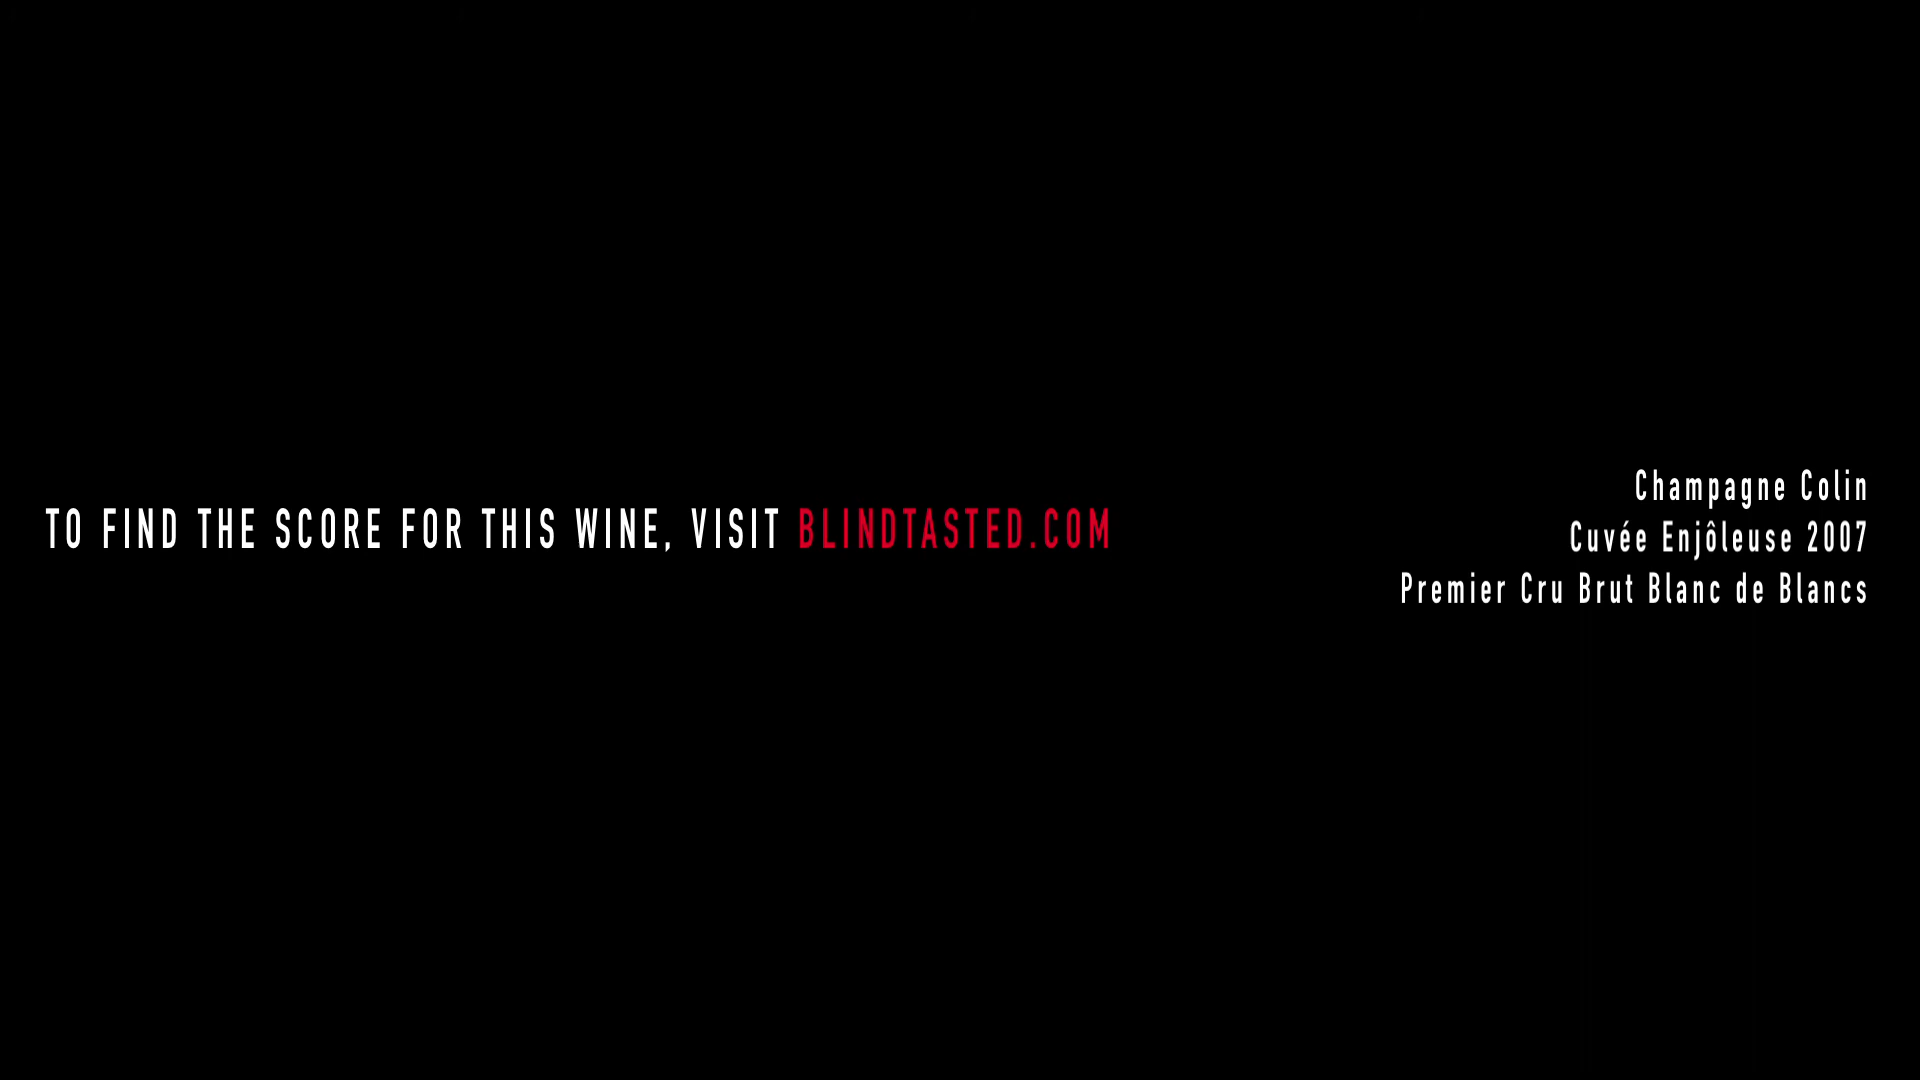 TO FIND THE SCORE FOR THIS WINE, VISIT BLINDTASTED.COM
Champagne Colin
Cuvée Enjôleuse 2007
Premier Cru Brut Blanc de Blancs